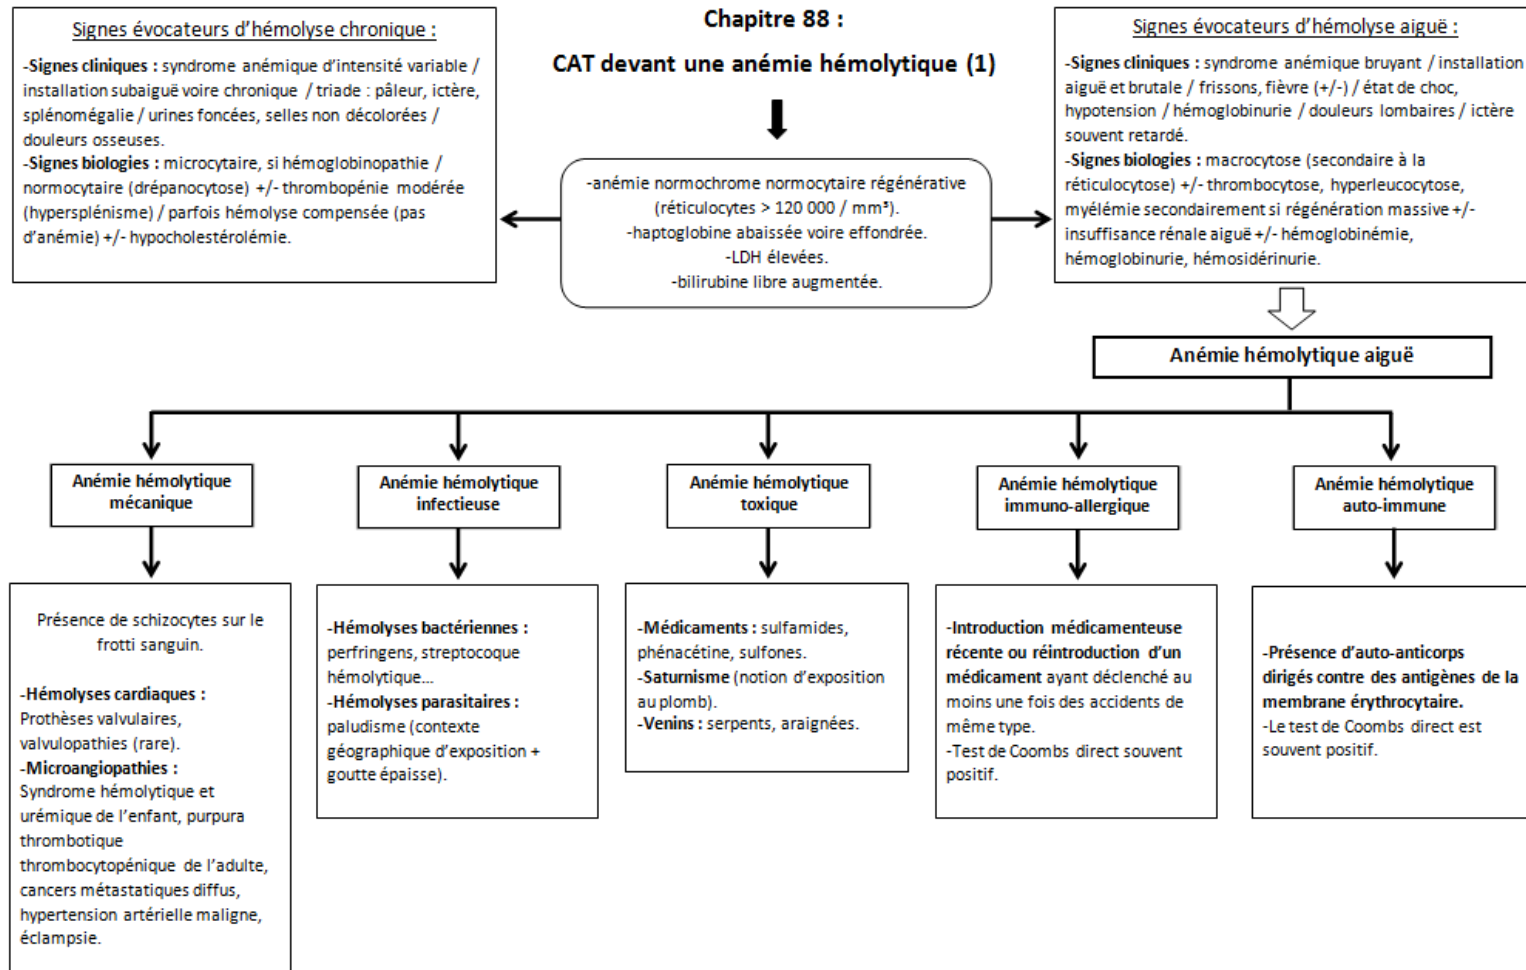 Chapitre 88 :
CAT devant une anémie hémolytique (1)
Signes évocateurs d'hémolyse chronique :
-Signes cliniques : syndrome anémique d'intensité variable /
installation subaiguë voire chronique / triade : pâleur, ictère,
splénomégalie / urines foncées, selles non décolorées /
douleurs osseuses.
-Signes biologies : microcytaire, si hémoglobinopathie /
normocytaire (drépanocytose) +/- thrombopénie modérée
(hypersplénisme) / parfois hémolyse compensée (pas
d'anémie) +/- hypocholestérolémie.
-anémie normochrome normocytaire régénérative
(réticulocytes > 120 000 / mm³).
-haptoglobine abaissée voire effondrée.
-LDH élevées.
-bilirubine libre augmentée.
Signes évocateurs d'hémolyse aiguë :
-Signes cliniques : syndrome anémique bruyant / installation
aiguë et brutale / frissons, fièvre (+/-) / état de choc,
hypotension / hémoglobinurie / douleurs lombaires / ictère
souvent retardé.
-Signes biologies : macrocytose (secondaire à la
réticulocytose) +/- thrombocytose, hyperleucocytose,
myélémie secondairement si régénération massive +/-
insuffisance rénale aiguë +/- hémoglobinémie,
hémoglobinurie, hémosidérinurie.
Anémie hémolytique aiguë
Anémie hémolytique
mécanique
Présence de schizocytes sur le
frotti sanguin.
-Hémolyses cardiaques :
Prothèses valvulaires,
valvulopathies (rare).
-Microangiopathies :
Syndrome hémolytique et
urémique de l'enfant, purpura
thrombotique
thrombocytopénique de l'adulte,
cancers métastatiques diffus,
hypertension artérielle maligne,
éclampsie.
Anémie hémolytique
infectieuse
-Hémolyses bactériennes :
perfringens, streptocoque
hémolytique...
-Hémolyses parasitaires :
paludisme (contexte
géographique d'exposition +
goutte épaisse).
Anémie hémolytique
toxique
-Médicaments : sulfamides,
phénacétine, sulfones.
-Saturnisme (notion d'exposition
au plomb).
-Venins : serpents, araignées.
Anémie hémolytique
immuno-allergique
-Introduction médicamenteuse
récente ou réintroduction d'un
médicament ayant déclenché au
moins une fois des accidents de
même type.
-Test de Coombs direct souvent
positif.
Anémie hémolytique
auto-immune
-Présence d'auto-anticorps
dirigés contre des antigènes de la
membrane érythrocytaire.
-Le test de Coombs direct est
souvent positif.